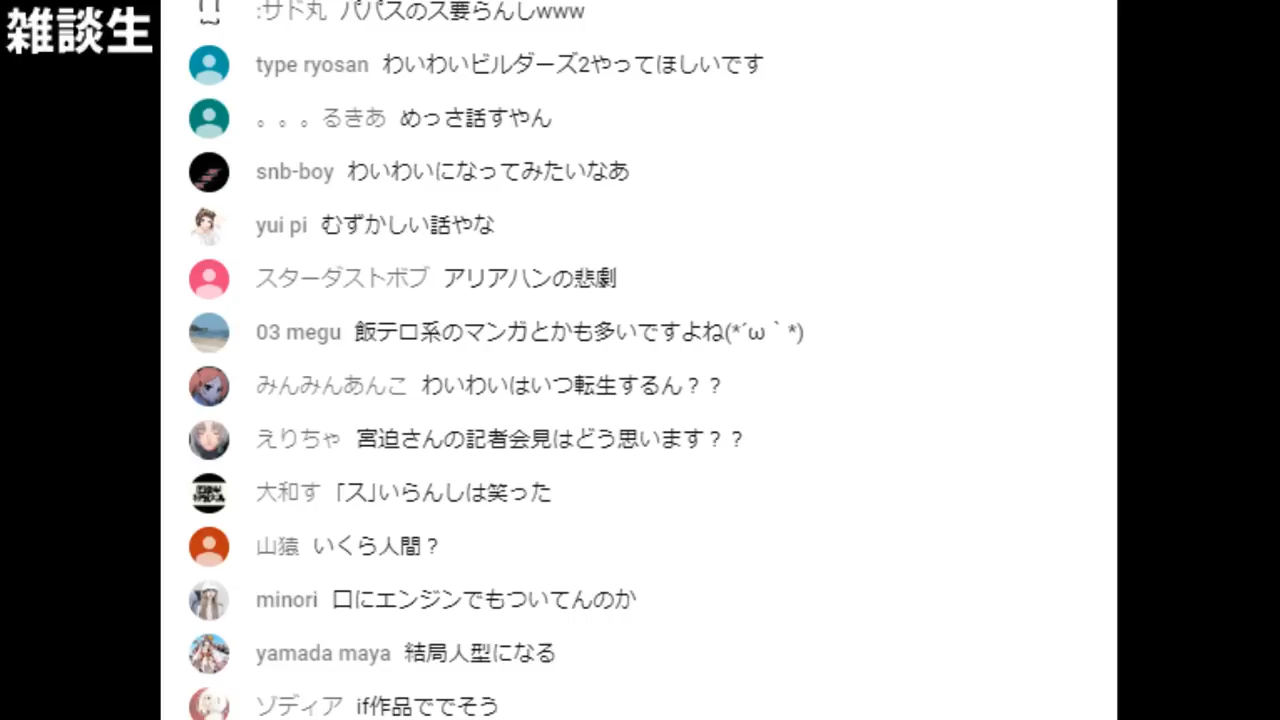 雑談生
:サド丸 パパスのス要らんしwww
type ryosan わいわいビルダーズ2やってほしいです
。。。るきあ めっさ話すやん
snb-boy わいわいになってみたいなあ
yui pi むずかしい話やな
スターダストボブ アリアハンの悲劇
03 megu 飯テロ系のマンガとかも多いですよね(*´ω｀*)
みんみんあんこ わいわいはいつ転生するん？？
えりちゃ 宮迫さんの記者会見はどう思います？？
大和す 「ス」いらんしは笑った
山猿 いくら人間？
minori 口にエンジンでもついてんのか
yamada maya 結局人型になる
ゾディア if作品ででそう